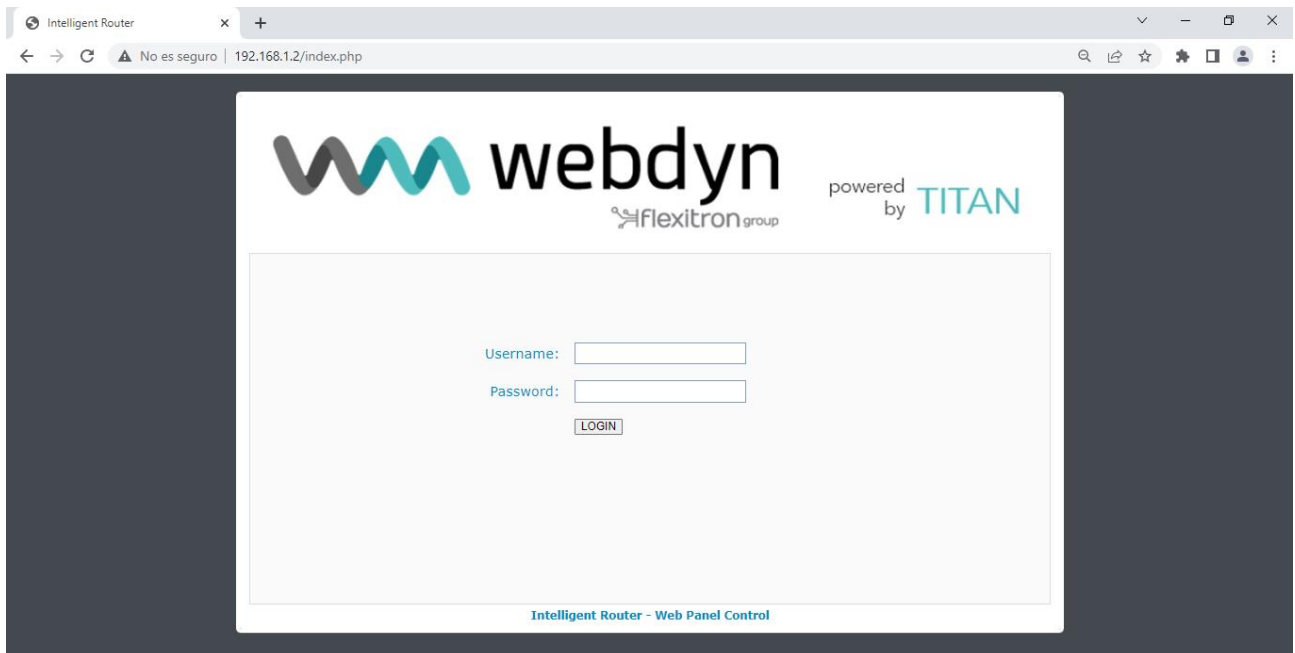 Intelligent Router
No es seguro | 192.168.1.2/index.php
webdyn
flexitron group
powered by TITAN
Username:
Password:
LOGIN
Intelligent Router - Web Panel Control